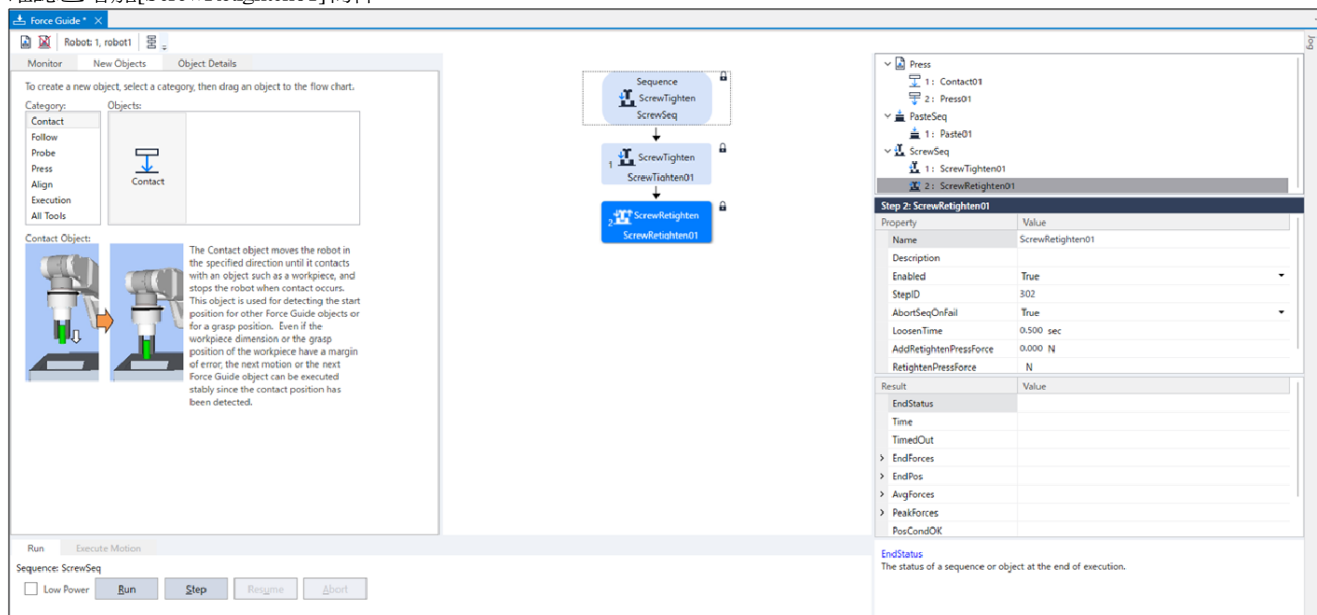 [ScrewRetighten01]
Force Guide *
Robot: 1, robot1
Jog
Monitor
New Objects
Object Details
To create a new object, select a category, then drag an object to the flow chart.
Category:
Objects:
Contact
Follow
Probe
Press
Align
Execution
All Tools
Contact
Contact Object:
The Contact object moves the robot in
the specified direction until it contacts
with an object such as a workpiece, and
stops the robot when contact occurs.
This object is used for detecting the start
position for other Force Guide objects or
for a grasp position. Even if the
workpiece dimension or the grasp
position of the workpiece have a margin
of error, the next motion or the next
Force Guide object can be executed
stably since the contact position has
been detected.
Sequence
ScrewTighten
ScrewSeq
1 ScrewTighten
ScrewTighten01
2 ScrewRetighten
ScrewRetighten01
Press
1: Contact01
2: Press01
PasteSeq
1: Paste01
ScrewSeq
1: ScrewTighten01
2: ScrewRetighten01
Step 2: ScrewRetighten01
Property Value
Name ScrewRetighten01
Description
Enabled True
StepID 302
AbortSeqOnFail True
LoosenTime 0.500 sec
AddRetightenPressForce 0.000 N
RetightenPressForce N
Result Value
EndStatus
Time
TimedOut
EndForces
EndPos
AvgForces
PeakForces
PosCondOK
EndStatus
The status of a sequence or object at the end of execution.
Run
Execute Motion
Sequence: ScrewSeq
Low Power
Run
Step
Resume
Abort